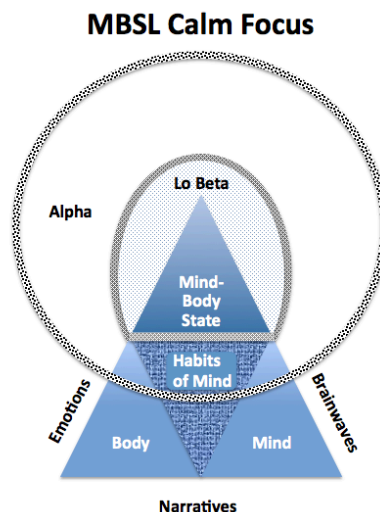 MBSL Calm Focus
Lo Beta
Alpha
Mind-
Body
State
Habits
of Mind
Emotions
Brainwaves
Body
Mind
Narratives